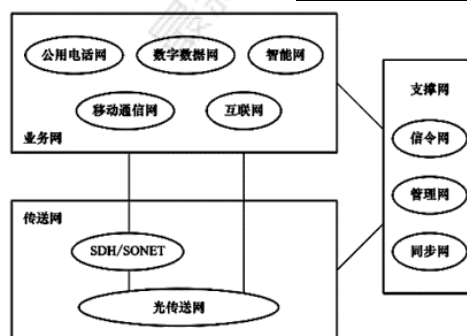 公用电话网 数字数据网 智能网
移动通信网 互联网
业务网
支撑网
信令网
管理网
同步网
传送网
SDH/SONET
光传送网